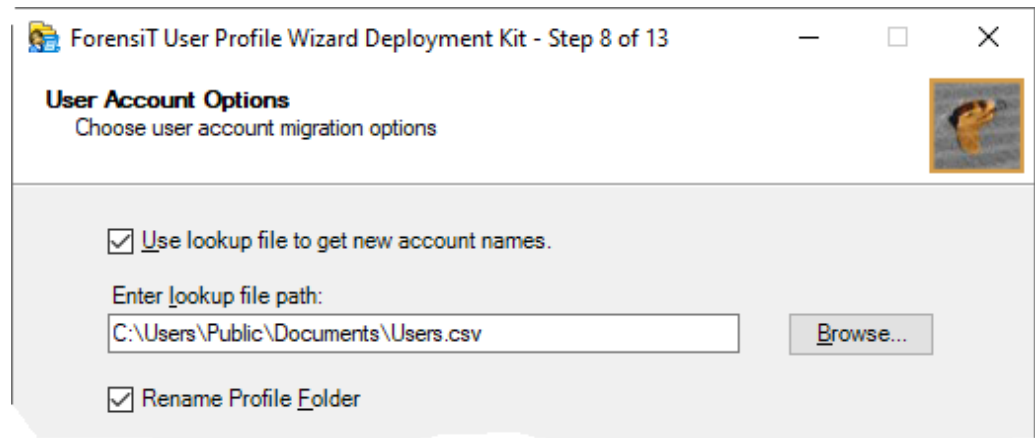 ForensiT User Profile Wizard Deployment Kit - Step 8 of 13
User Account Options
Choose user account migration options
Use lookup file to get new account names.
Enter lookup file path:
C:\Users\Public\Documents\Users.csv
Browse...
Rename Profile Folder